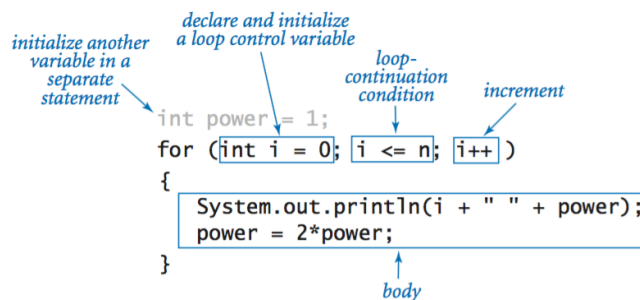 declare and initialize
a loop control variable
initialize another
variable in a
separate
statement
loop-
continuation
condition
increment
int power = 1;
for (int i = 0; i <= n; i++ )
{
System.out.println(i + " " + power);
power = 2*power;
}
body